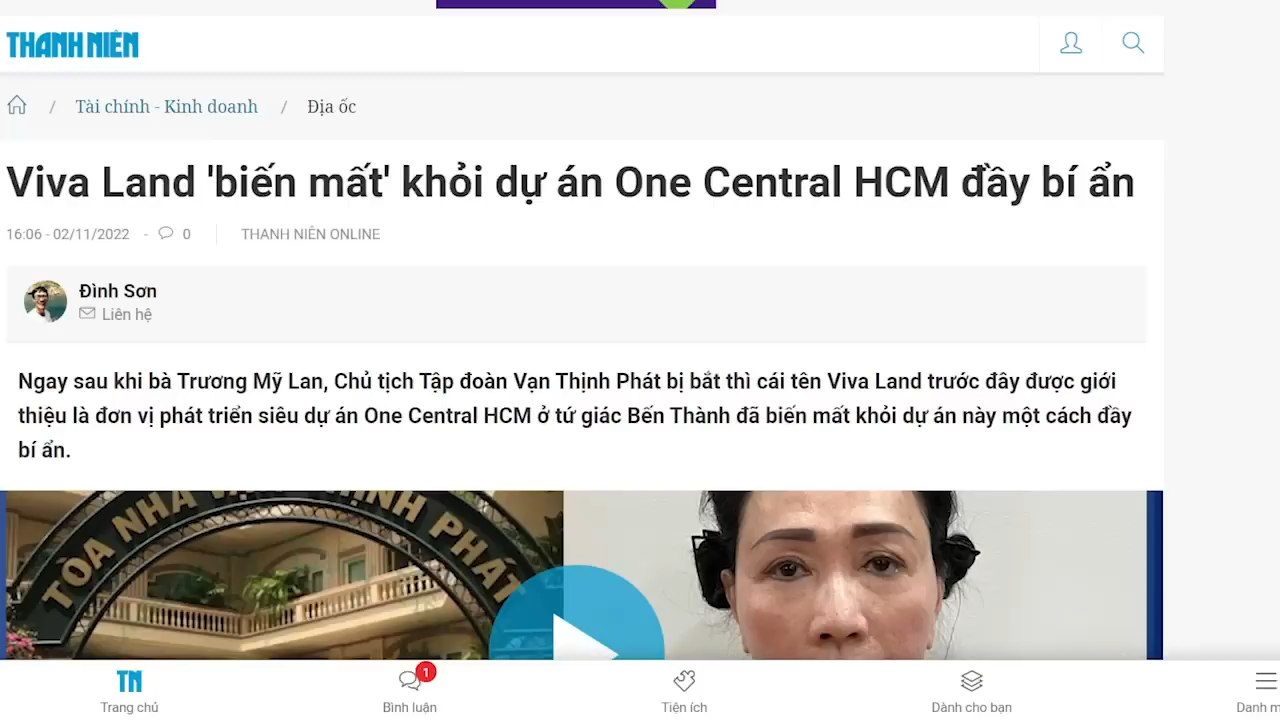 THANH NIÊN
/ Tài chính - Kinh doanh / Địa ốc
Viva Land 'biến mất' khỏi dự án One Central HCM đầy bí ẩn
16:06 - 02/11/2022 - 0 THANH NIÊN ONLINE
Đình Sơn
Liên hệ
Ngay sau khi bà Trương Mỹ Lan, Chủ tịch Tập đoàn Vạn Thịnh Phát bị bắt thì cái tên Viva Land trước đây được giới
thiệu là đơn vị phát triển siêu dự án One Central HCM ở tứ giác Bến Thành đã biến mất khỏi dự án này một cách đầy
bí ẩn.
TÒA NHÀ VẠN THỊNH PHÁT
TN
1
Trang chủ
Bình luận
Tiện ích
Dành cho bạn
Danh m